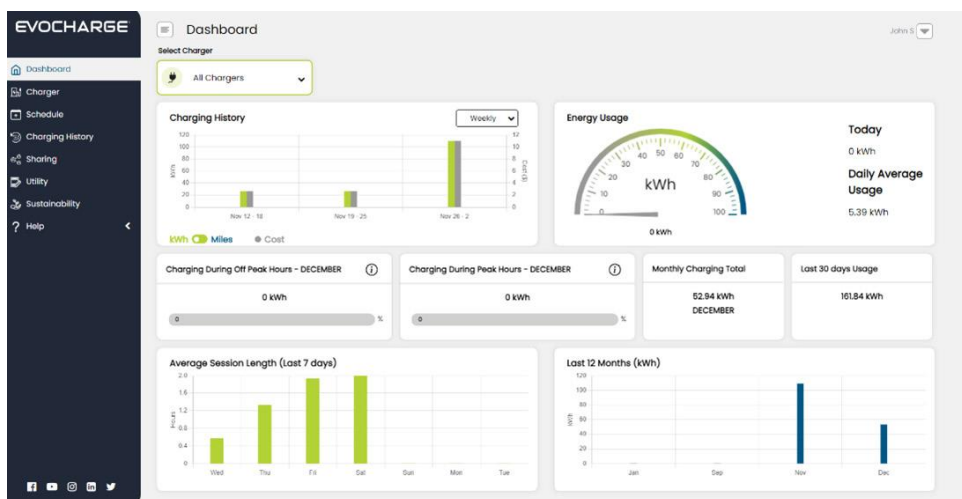 EVOCHARGE
Dashboard
John S
Select Charger
Dashboard
All Chargers
Charger
Schedule
Charging History
Sharing
Utility
Sustainability
Help
Charging History
Weekly
120
100
80
60
40
20
0
kWh
12
10
8
6
4
2
0
Cost ($)
Nov 12 - 18
Nov 19 - 25
Nov 26 - 2
kWh Miles Cost
Energy Usage
0
10
20
30
40
50
60
70
80
90
100
kWh
0 kWh
Today
0 kWh
Daily Average
Usage
5.39 kWh
Charging During Off Peak Hours - DECEMBER
0 kWh
0 %
Charging During Peak Hours - DECEMBER
0 kWh
0 %
Monthly Charging Total
52.94 kWh
DECEMBER
Last 30 days Usage
161.84 kWh
Average Session Length (Last 7 days)
2.0
1.6
1.2
0.8
0.4
0
Hours
Wed Thu Fri Sat Sun Mon Tue
Last 12 Months (kWh)
120
100
80
60
40
20
0
kWh
Jan Sep Nov Dec